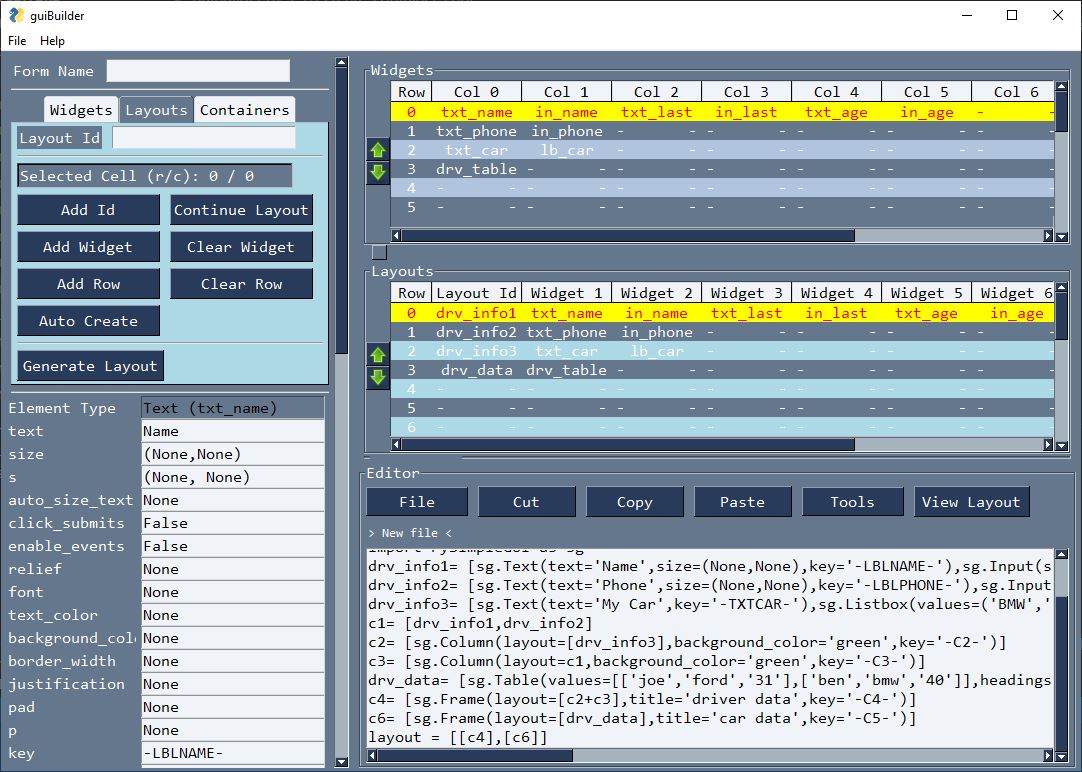 guiBuilder
File Help
Form Name
Widgets Layouts Containers
Layout Id
Selected Cell (r/c): 0 / 0
Add Id Continue Layout
Add Widget Clear Widget
Add Row Clear Row
Auto Create
Generate Layout
Element Type Text (txt_name)
text Name
size (None,None)
s (None, None)
auto_size_text None
click_submits False
enable_events False
relief None
font None
text_color None
background_col None
border_width None
justification None
pad None
p None
key -LBLNAME-
Widgets
Row Col 0 Col 1 Col 2 Col 3 Col 4 Col 5 Col 6
0 txt_name in_name txt_last in_last txt_age in_age -
1 txt_phone in_phone - - - - - - - - -
2 txt_car lb_car - - - - - - - - -
3 drv_table - - - - - - - - - - -
4 - - - - - - - - - - - - -
5 - - - - - - - - - - - - -
Layouts
Row Layout Id Widget 1 Widget 2 Widget 3 Widget 4 Widget 5 Widget 6
0 drv_info1 txt_name in_name txt_last in_last txt_age in_age
1 drv_info2 txt_phone in_phone - - - - - - - -
2 drv_info3 txt_car lb_car - - - - - - - -
3 drv_data drv_table - - - - - - - - - -
4 - - - - - - - - - - - - -
5 - - - - - - - - - - - - -
6 - - - - - - - - - - - - -
Editor
File Cut Copy Paste Tools View Layout
> New file <
import PySimpleGUI as sg
drv_info1= [sg.Text(text='Name',size=(None,None),key='-LBLNAME-'),sg.Input(s
drv_info2= [sg.Text(text='Phone',size=(None,None),key='-LBLPHONE-'),sg.Input
drv_info3= [sg.Text(text='My Car',key='-TXTCAR-'),sg.Listbox(values=('BMW','
c1= [drv_info1,drv_info2]
c2= [sg.Column(layout=[drv_info3],background_color='green',key='-C2-')]
c3= [sg.Column(layout=c1,background_color='green',key='-C3-')]
drv_data= [sg.Table(values=[['joe','ford','31'],['ben','bmw','40']],headings
c4= [sg.Frame(layout=[c2+c3],title='driver data',key='-C4-')]
c6= [sg.Frame(layout=[drv_data],title='car data',key='-C5-')]
layout = [[c4],[c6]]